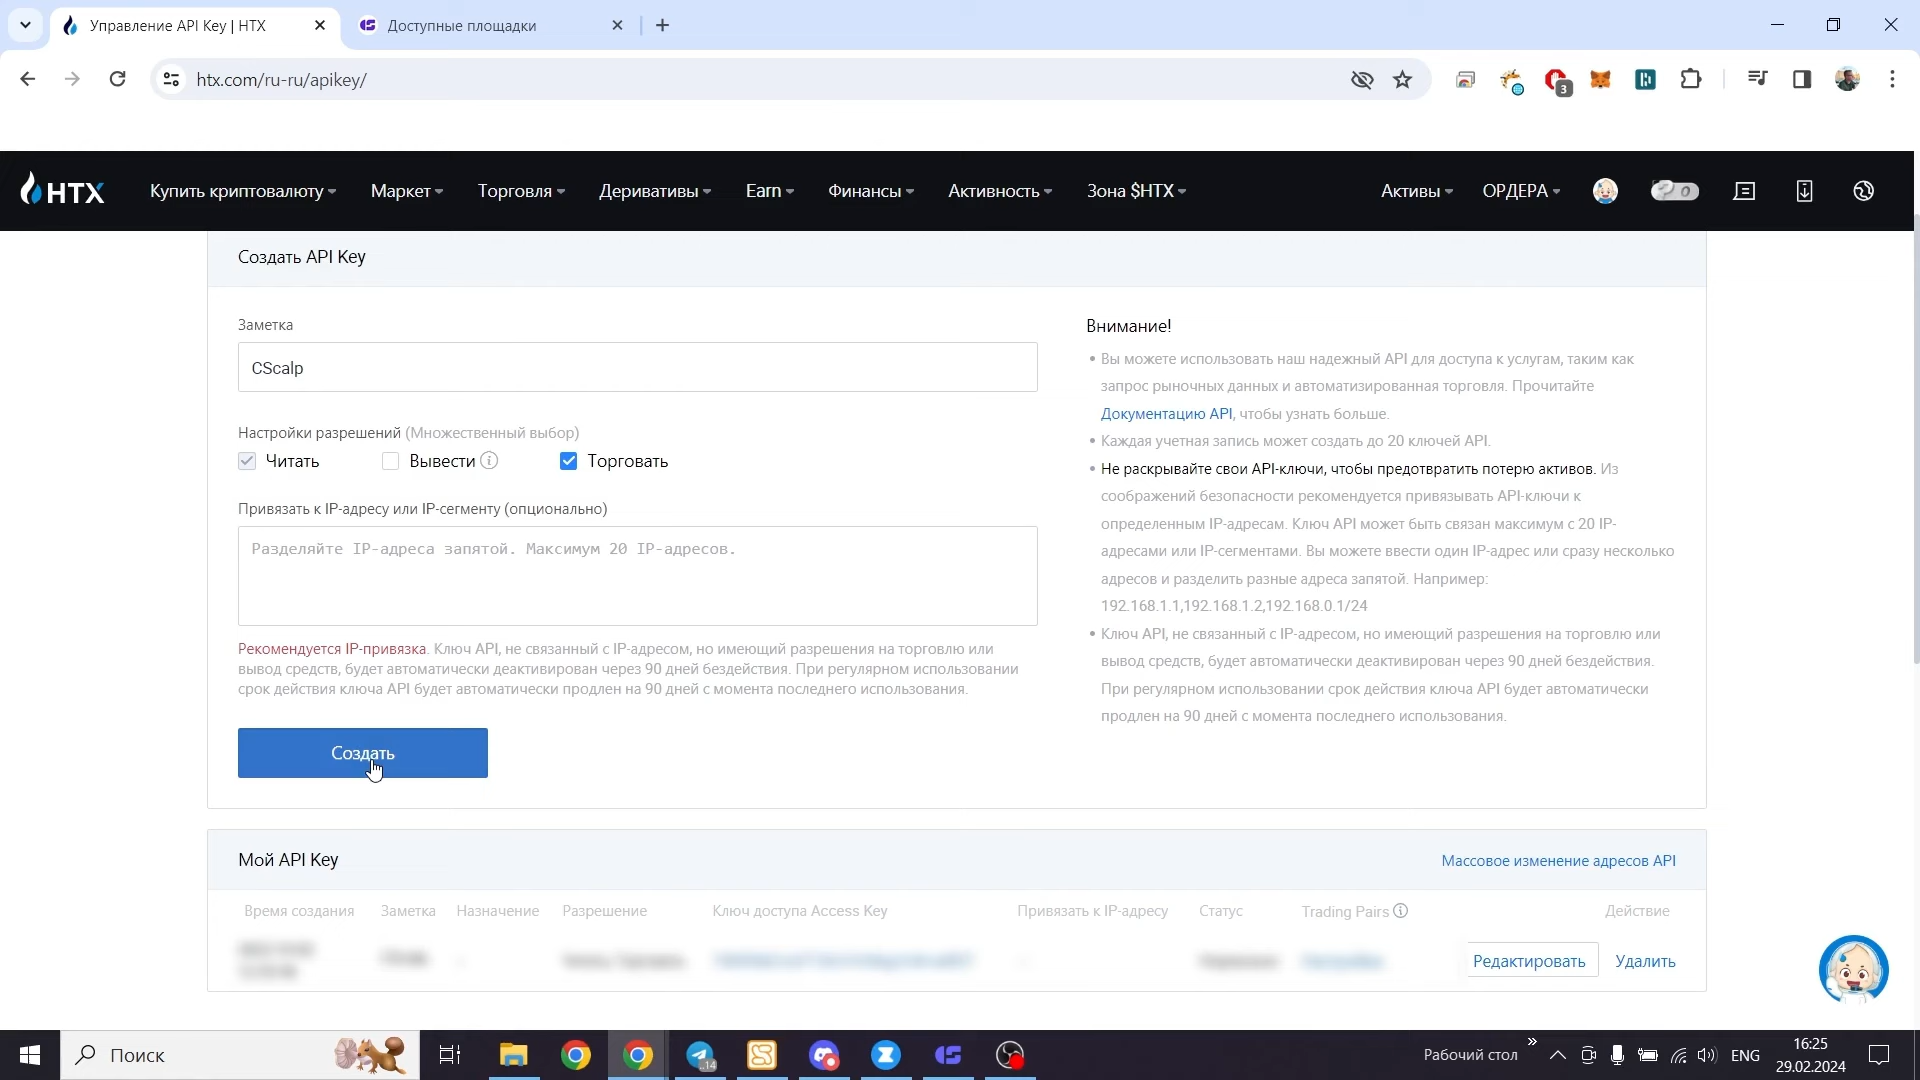 Управление API Key | HTX
Доступные площадки
htx.com/ru-ru/apikey/
3
HTX
Купить криптовалюту
Маркет
Торговля
Деривативы
Earn
Финансы
Активность
Зона $HTX
Активы
ОРДЕРА
0
Создать API Key
Заметка
CScalp
Настройки разрешений (Множественный выбор)
Читать
Вывести
Торговать
Привязать к IP-адресу или IP-сегменту (опционально)
Разделяйте IP-адреса запятой. Максимум 20 IP-адресов.
Рекомендуется IP-привязка. Ключ API, не связанный с IP-адресом, но имеющий разрешения на торговлю или
вывод средств, будет автоматически деактивирован через 90 дней бездействия. При регулярном использовании
срок действия ключа API будет автоматически продлен на 90 дней с момента последнего использования.
Создать
Внимание!
• Вы можете использовать наш надежный API для доступа к услугам, таким как
запрос рыночных данных и автоматизированная торговля. Прочитайте
Документацию API, чтобы узнать больше.
• Каждая учетная запись может создать до 20 ключей API.
• Не раскрывайте свои API-ключи, чтобы предотвратить потерю активов. Из
соображений безопасности рекомендуется привязывать API-ключи к
определенным IP-адресам. Ключ API может быть связан максимум с 20 IP-
адресами или IP-сегментами. Вы можете ввести один IP-адрес или сразу несколько
адресов и разделить разные адреса запятой. Например:
192.168.1.1,192.168.1.2,192.168.0.1/24
• Ключ API, не связанный с IP-адресом, но имеющий разрешения на торговлю или
вывод средств, будет автоматически деактивирован через 90 дней бездействия.
При регулярном использовании срок действия ключа API будет автоматически
продлен на 90 дней с момента последнего использования.
Мой API Key
Массовое изменение адресов API
Время создания
Заметка
Назначение
Разрешение
Ключ доступа Access Key
Привязать к IP-адресу
Статус
Trading Pairs
Действие
Редактировать
Удалить
Поиск
14
Рабочий стол
ENG
16:25
29.02.2024